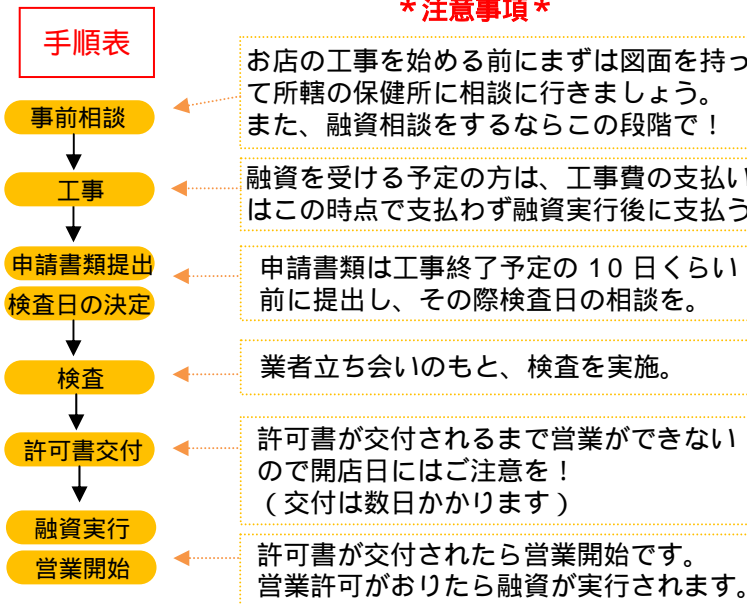 ＊注意事項＊
手順表
お店の工事を始める前にまずは図面を持っ
て所轄の保健所に相談に行きましょう。
また、融資相談をするならこの段階で！
事前相談
融資を受ける予定の方は、工事費の支払い
はこの時点で支払わず融資実行後に支払う
工事
申請書類提出
検査日の決定
申請書類は工事終了予定の 10 日くらい
前に提出し、その際検査日の相談を。
検査
業者立ち会いのもと、検査を実施。
許可書交付
許可書が交付されるまで営業ができない
ので開店日にはご注意を！
（交付は数日かかります）
融資実行
営業開始
許可書が交付されたら営業開始です。
営業許可がおりたら融資が実行されます。